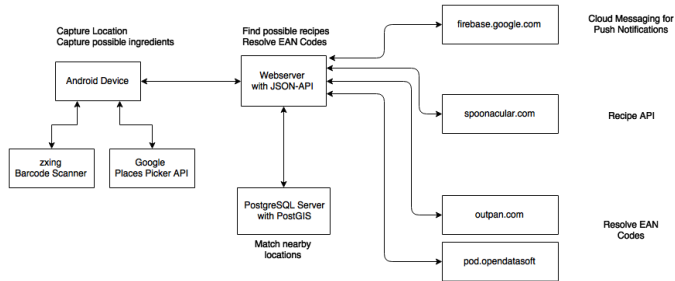 Capture Location
Capture possible ingredients
Android Device
zxing
Barcode Scanner
Google
Places Picker API
Find possible recipes
Resolve EAN Codes
Webserver
with JSON-API
PostgreSQL Server
with PostGIS
Match nearby
locations
firebase.google.com
Cloud Messaging for
Push Notifications
spoonacular.com
Recipe API
outpan.com
Resolve EAN
Codes
pod.opendatasoft